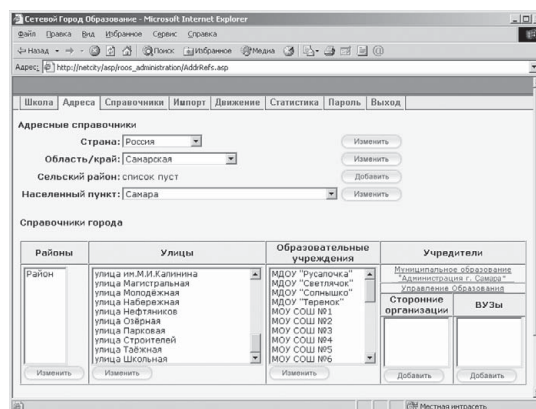 Сетевой Город Образование - Microsoft Internet Explorer
Файл Правка Вид Избранное Сервис Справка
Назад Поиск Избранное Медиа
Адрес: http://netcity/asp/roos_administration/AddrRefs.asp
Школа Адреса Справочники Импорт Движение Статистика Пароль Выход
Адресные справочники
Страна: Россия Изменить
Область/край: Самарская Изменить
Сельский район: список пуст Добавить
Населенный пункт: Самара Изменить
Справочники города
Районы Улицы Образовательные учреждения Учредители
Муниципальное образование
"Администрация г. Самара"
Управление Образования
Сторонние организации ВУЗы
Район
улица им.М.И.Калинина
улица Магистральная
улица Молодёжная
улица Набережная
улица Нефтяников
улица Озёрная
улица Парковая
улица Строителей
улица Таёжная
улица Школьная
МДОУ "Русалочка"
МДОУ "Светлячок"
МДОУ "Солнышко"
МДОУ "Теремок"
МОУ СОШ №1
МОУ СОШ №2
МОУ СОШ №3
МОУ СОШ №4
МОУ СОШ №5
МОУ СОШ №6
Изменить Изменить Изменить Добавить Добавить
Местная интрасеть